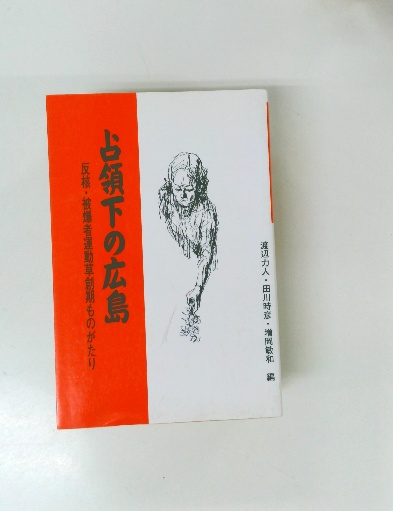 占領下の広島
反核・被爆者運動草創期ものがたり
渡辺力人・田川時彦・増岡敏和 編